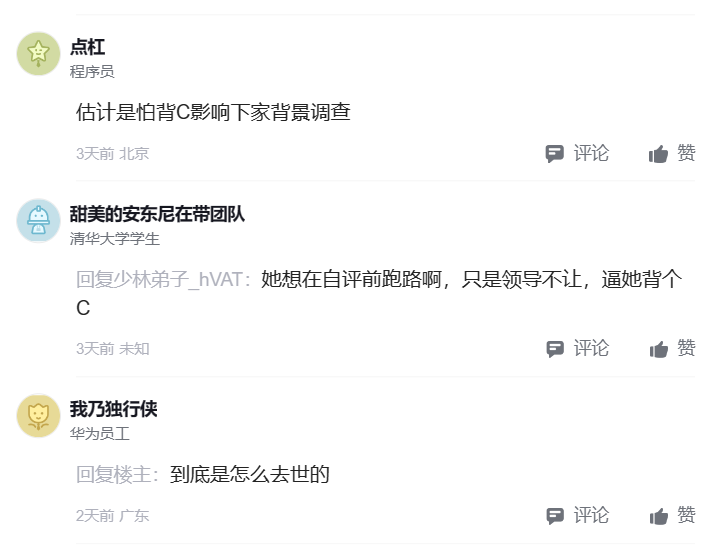 点杠
程序员
估计是怕背C影响下家背景调查
3天前 北京
评论 赞
甜美的安东尼在带团队
清华大学学生
回复少林弟子_hVAT：她想在自评前跑路啊，只是领导不让，逼她背个
C
3天前 未知
评论 赞
我乃独行侠
华为员工
回复楼主：到底是怎么去世的
2天前 广东
评论 赞